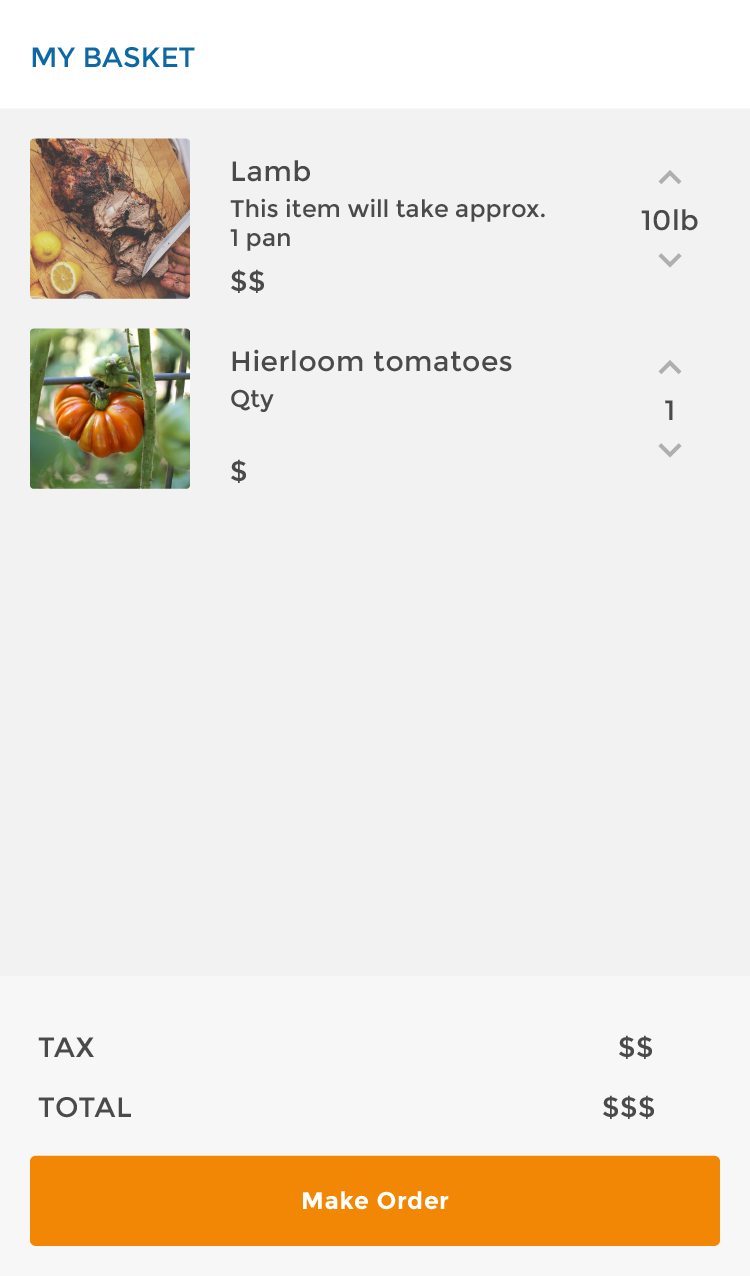 MY BASKET
Lamb
This item will take approx.
1 pan
$$
10lb
Hierloom tomatoes
Qty
$
1
TAX
$$
TOTAL
$$$
Make Order